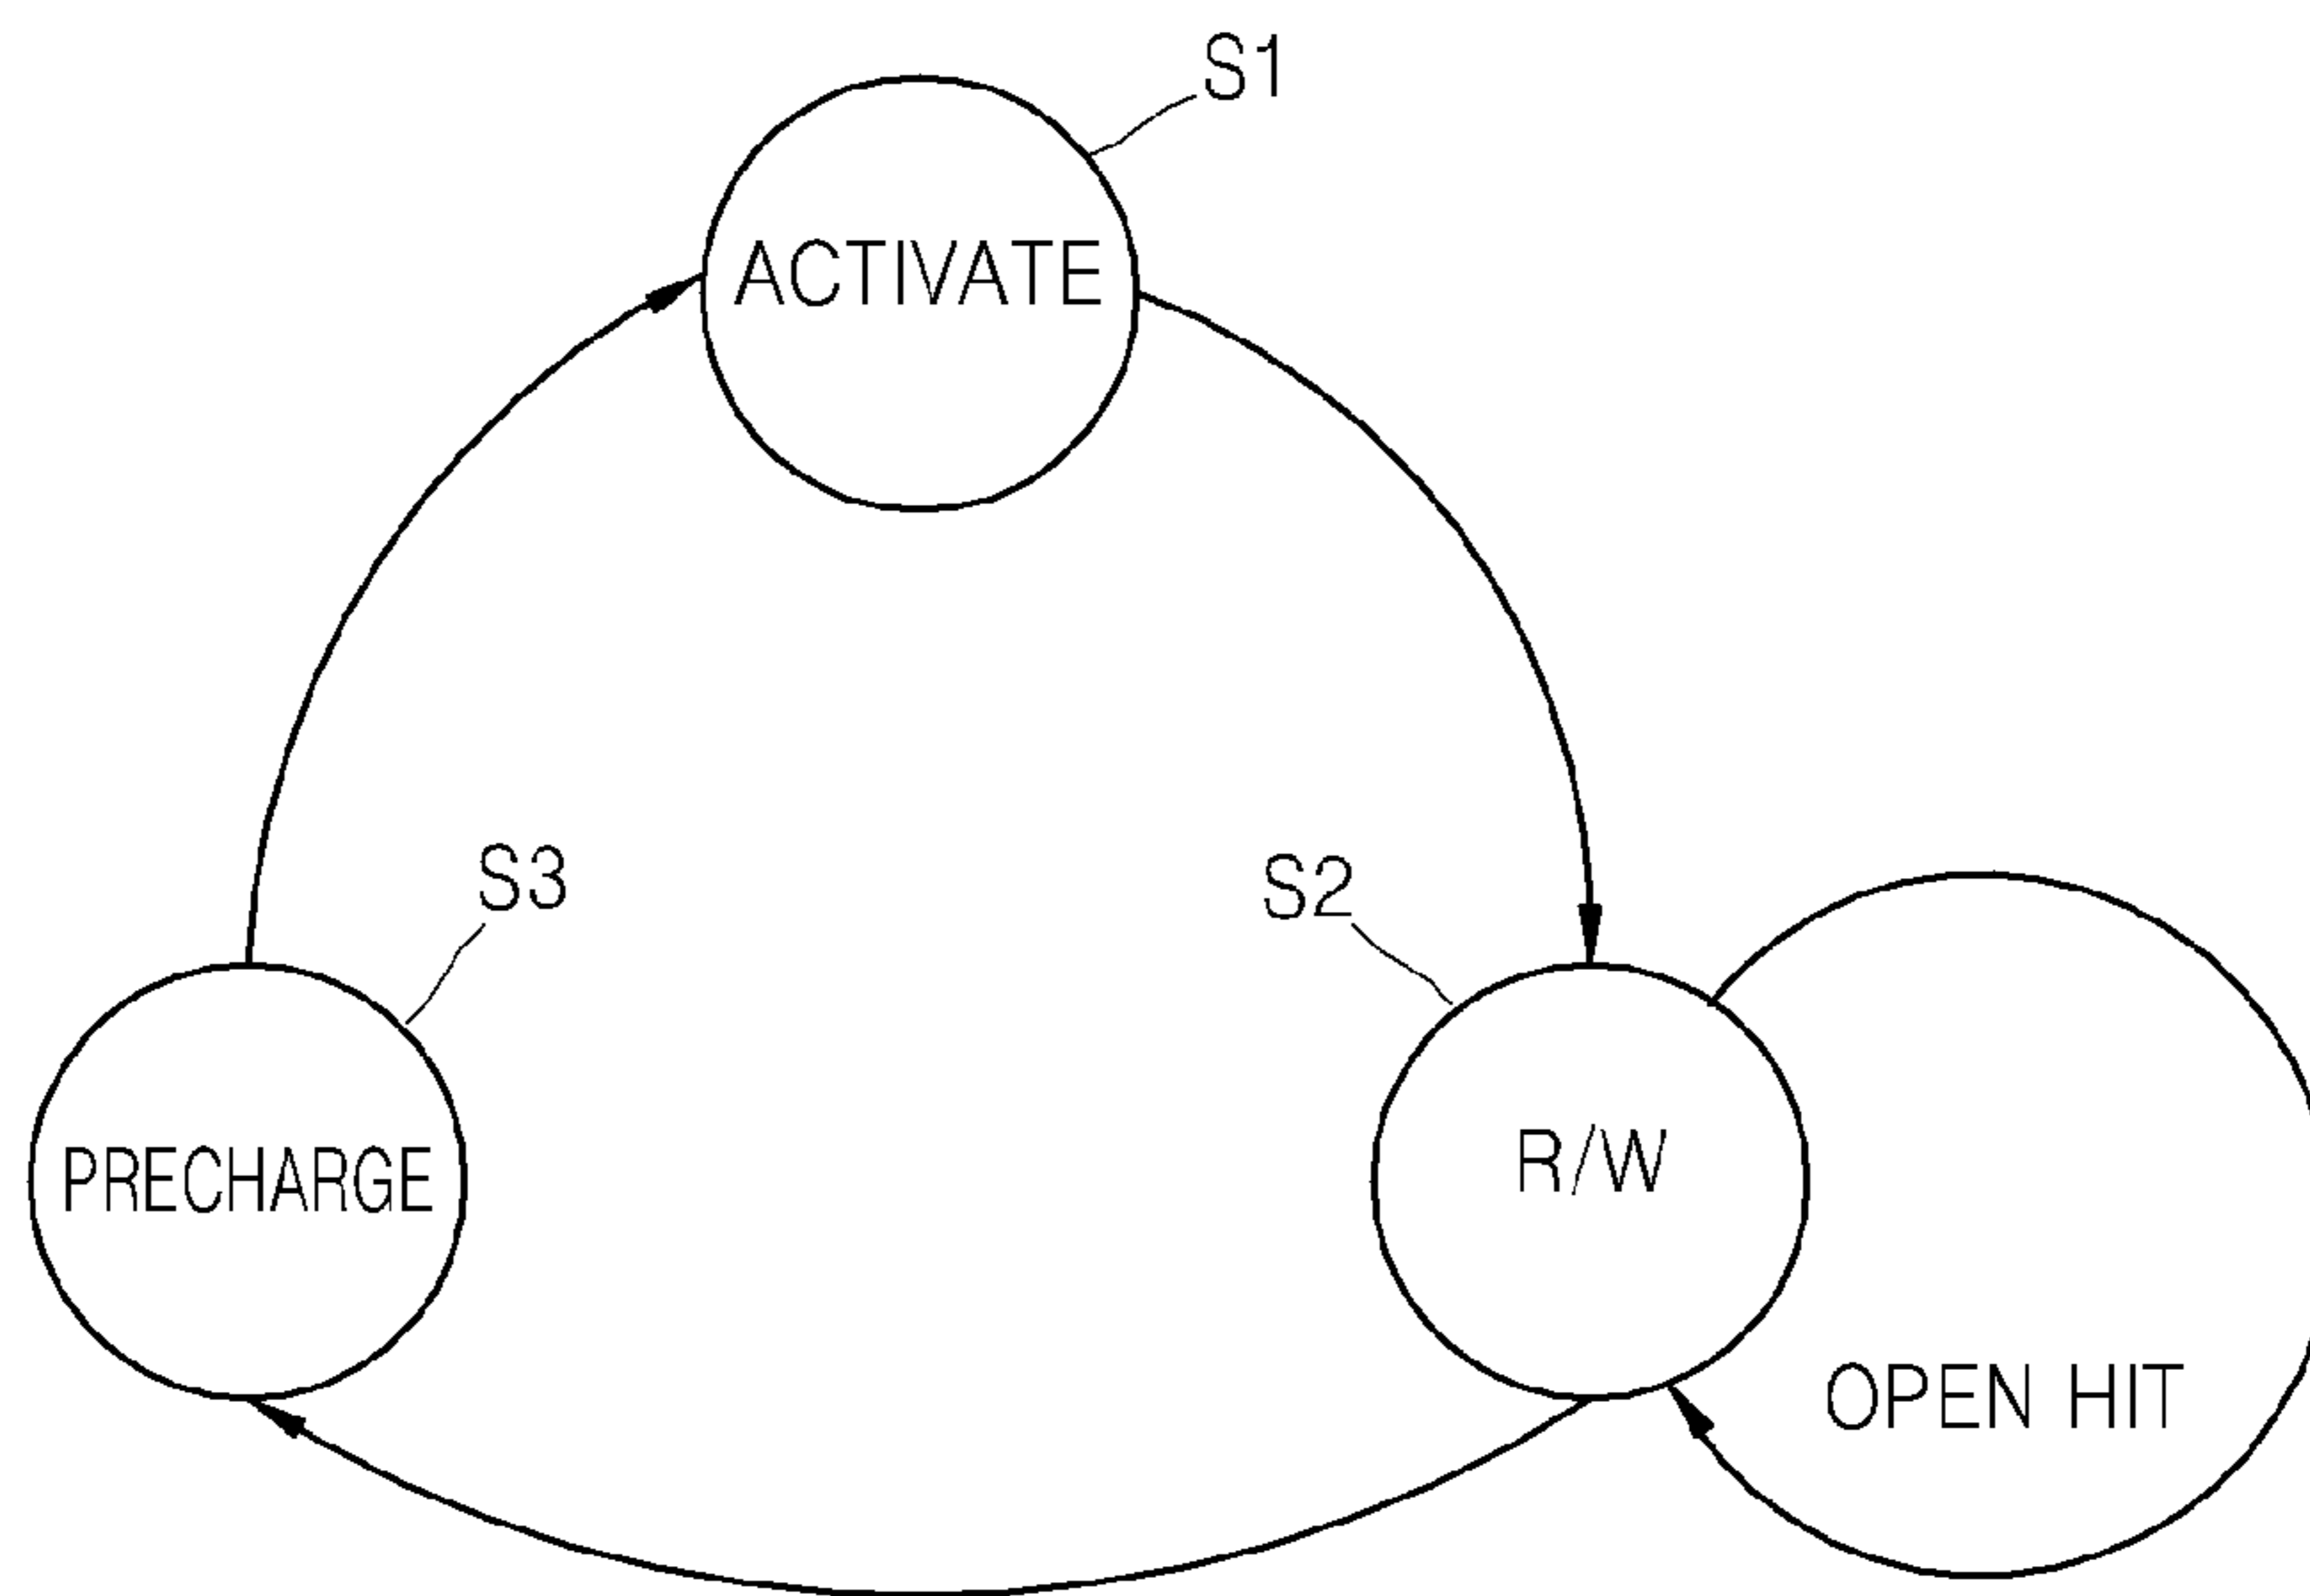 S1
ACTIVATE
S3
S2
PRECHARGE
R/W
OPEN HIT